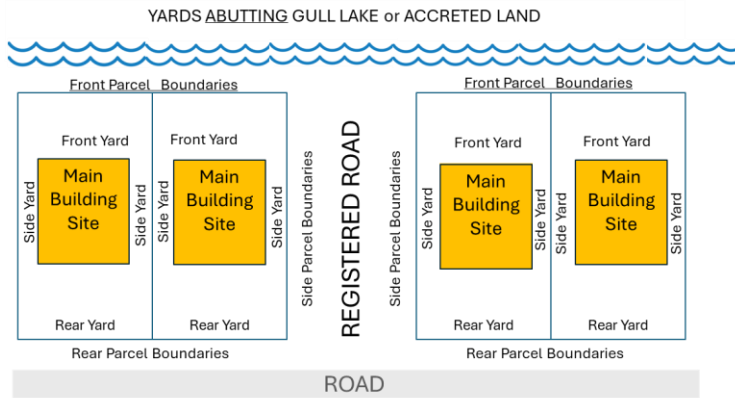 YARDS ABUTTING GULL LAKE or ACCRETED LAND
Front Parcel Boundaries
Front Parcel Boundaries
Front Yard
Front Yard
Front Yard
Front Yard
Side Yard
Main
Building
Site
Side Yard
Side Yard
Main
Building
Site
Side Yard
Side Parcel Boundaries
REGISTERED ROAD
Side Parcel Boundaries
Side Yard
Main
Building
Site
Side Yard
Side Yard
Main
Building
Site
Side Yard
Rear Yard
Rear Yard
Rear Yard
Rear Yard
Rear Parcel Boundaries
Rear Parcel Boundaries
ROAD